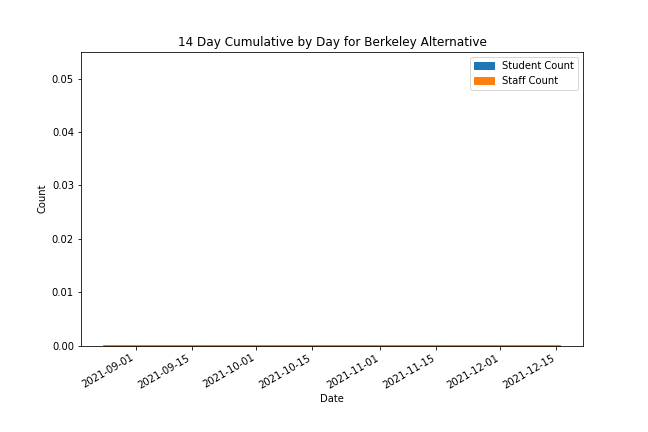 14 Day Cumulative by Day for Berkeley Alternative
Student Count
Staff Count
0.05
0.04
0.03
0.02
0.01
0.00
Count
2021-09-01
2021-09-15
2021-10-01
2021-10-15
2021-11-01
2021-11-15
2021-12-01
2021-12-15
Date